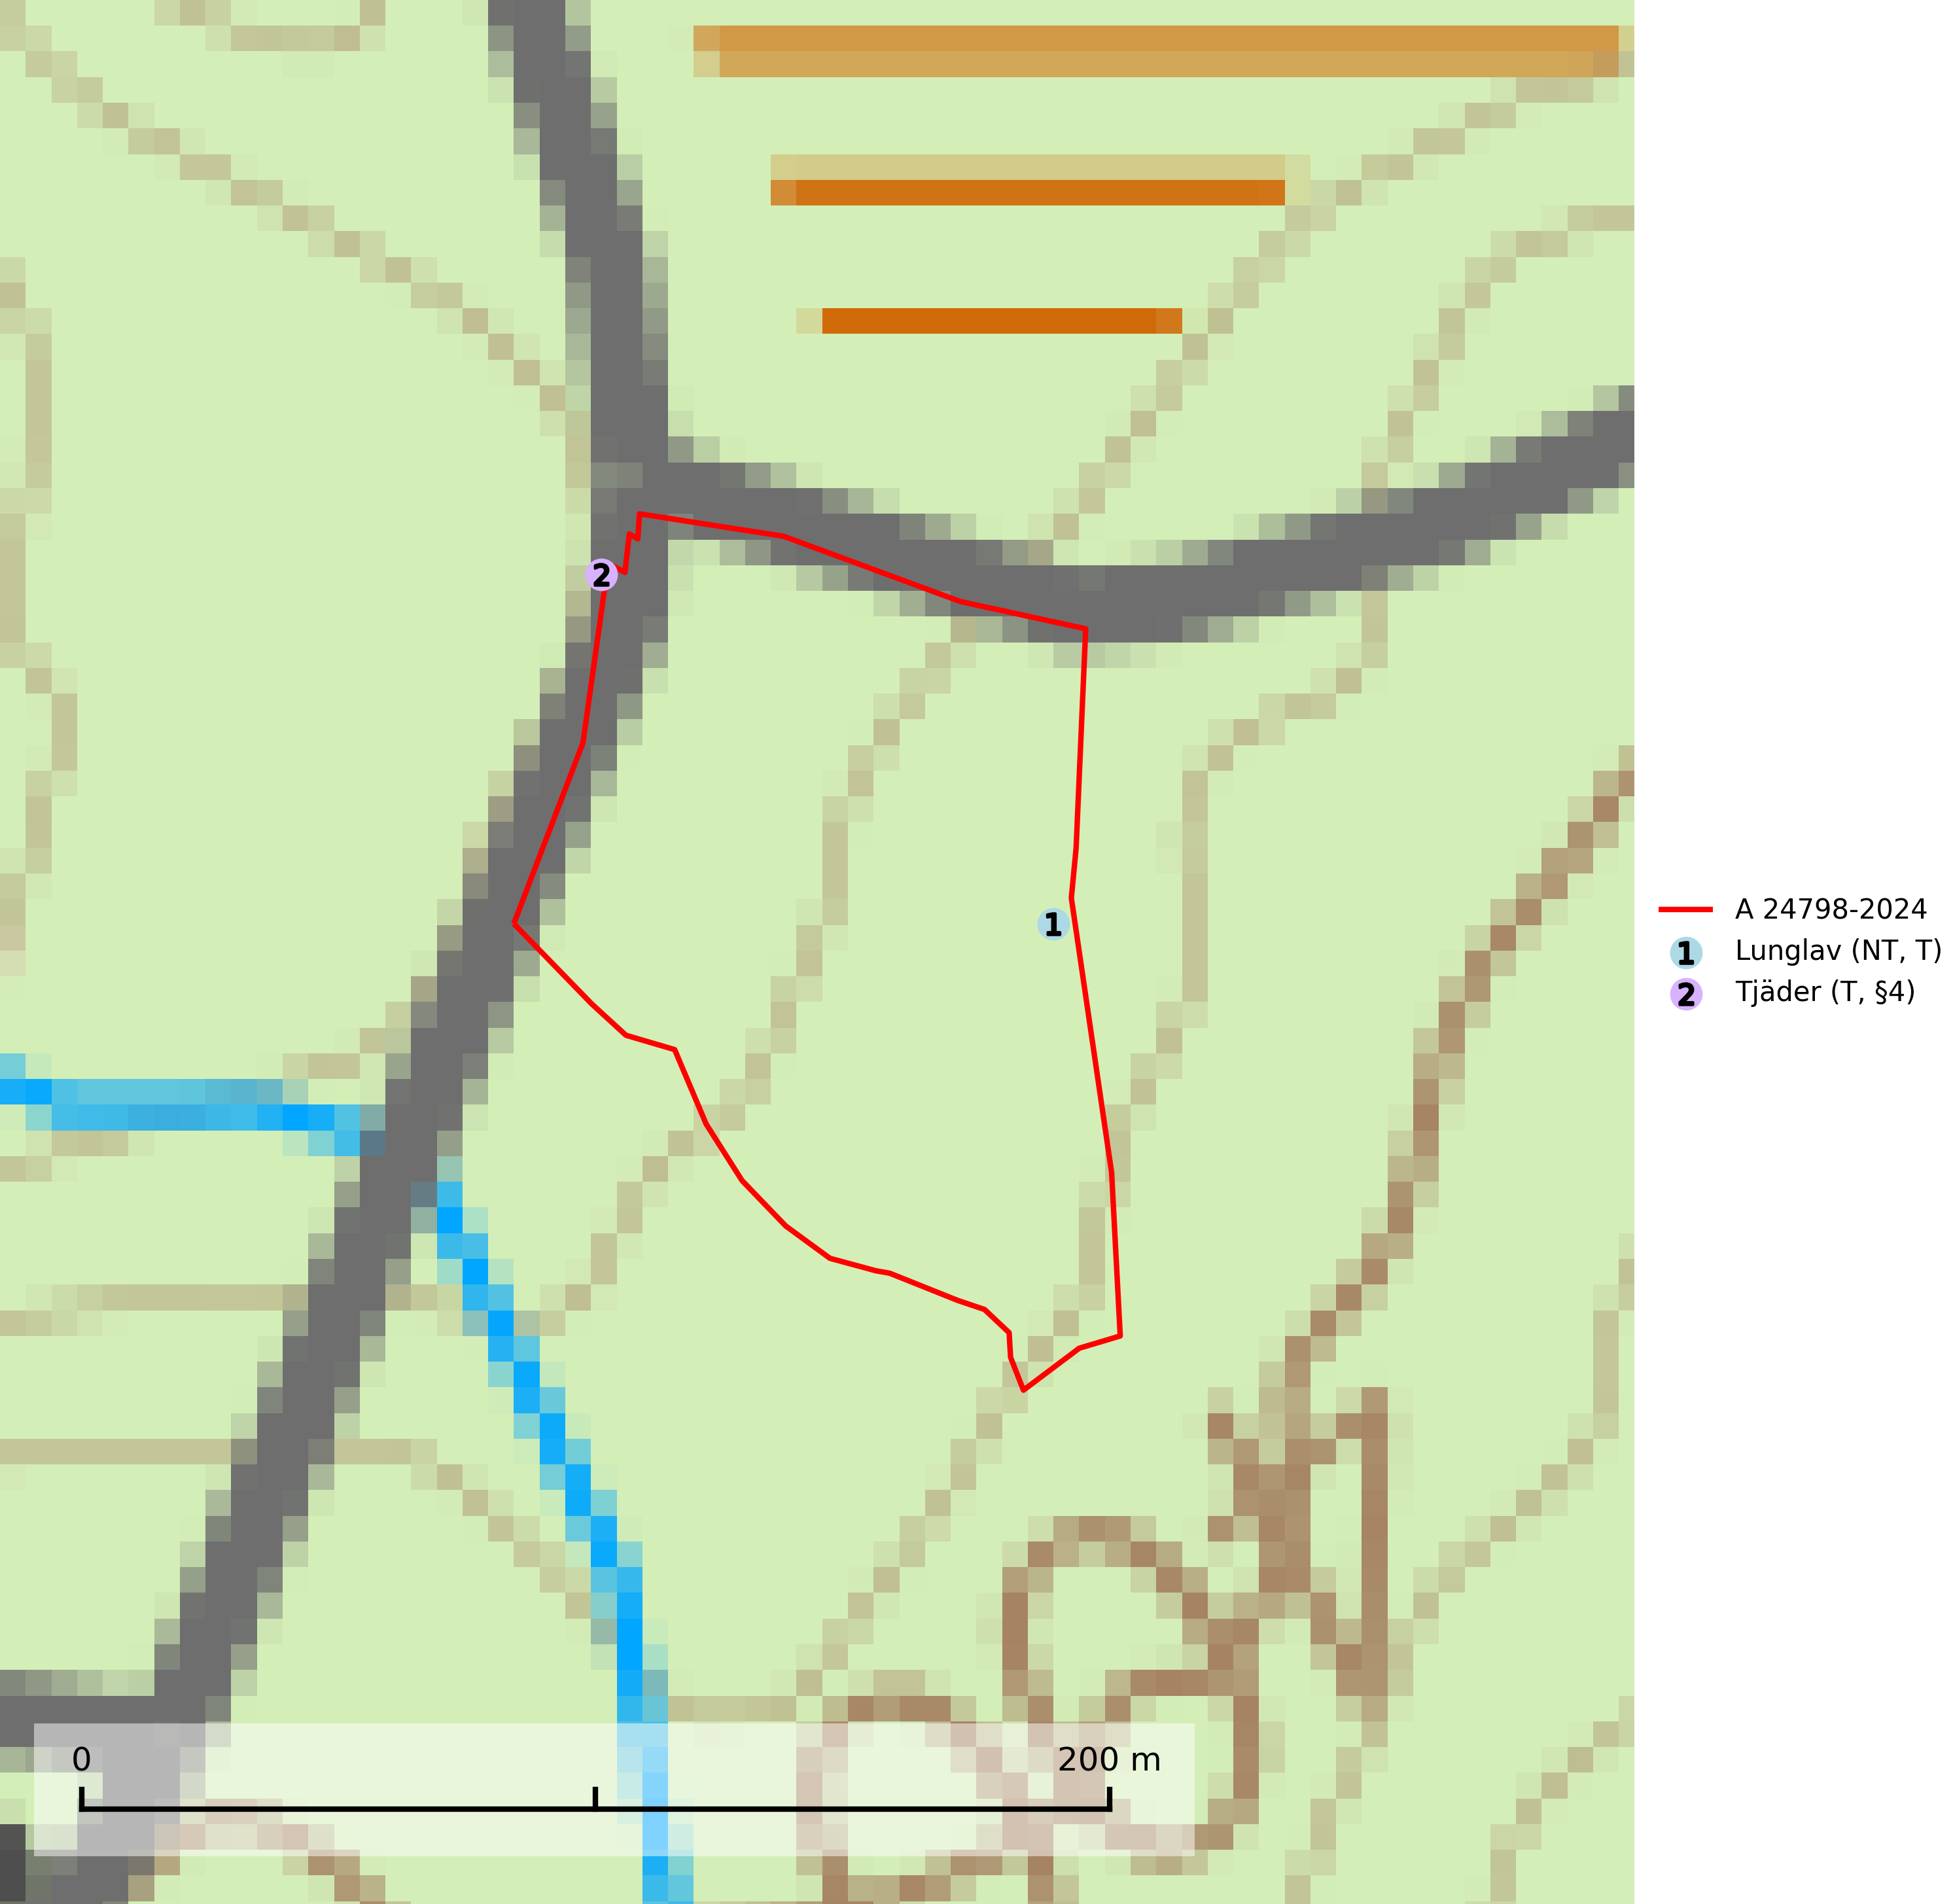 2
1
A 24798-2024
1 Lunglav (NT, T)
2 Tjäder (T, §4)
0 200 m